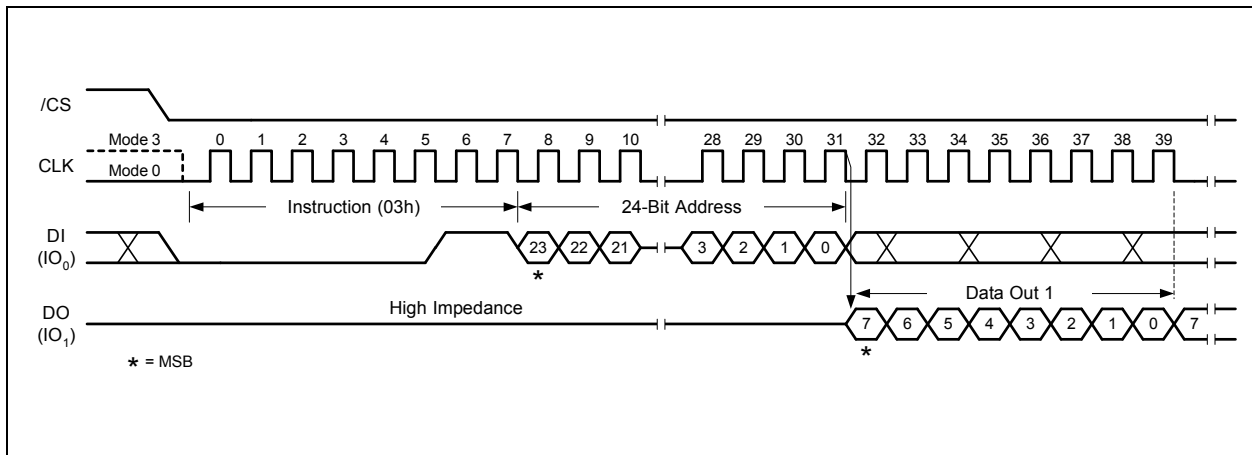 /CS
Mode 3 0 1 2 3 4 5 6 7 8 9 10 28 29 30 31 32 33 34 35 36 37 38 39
CLK Mode 0
Instruction (03h) 24-Bit Address
DI
(IO0) 23 22 21 3 2 1 0
*
High Impedance Data Out 1
DO
(IO1) 7 6 5 4 3 2 1 0 7
*
* = MSB